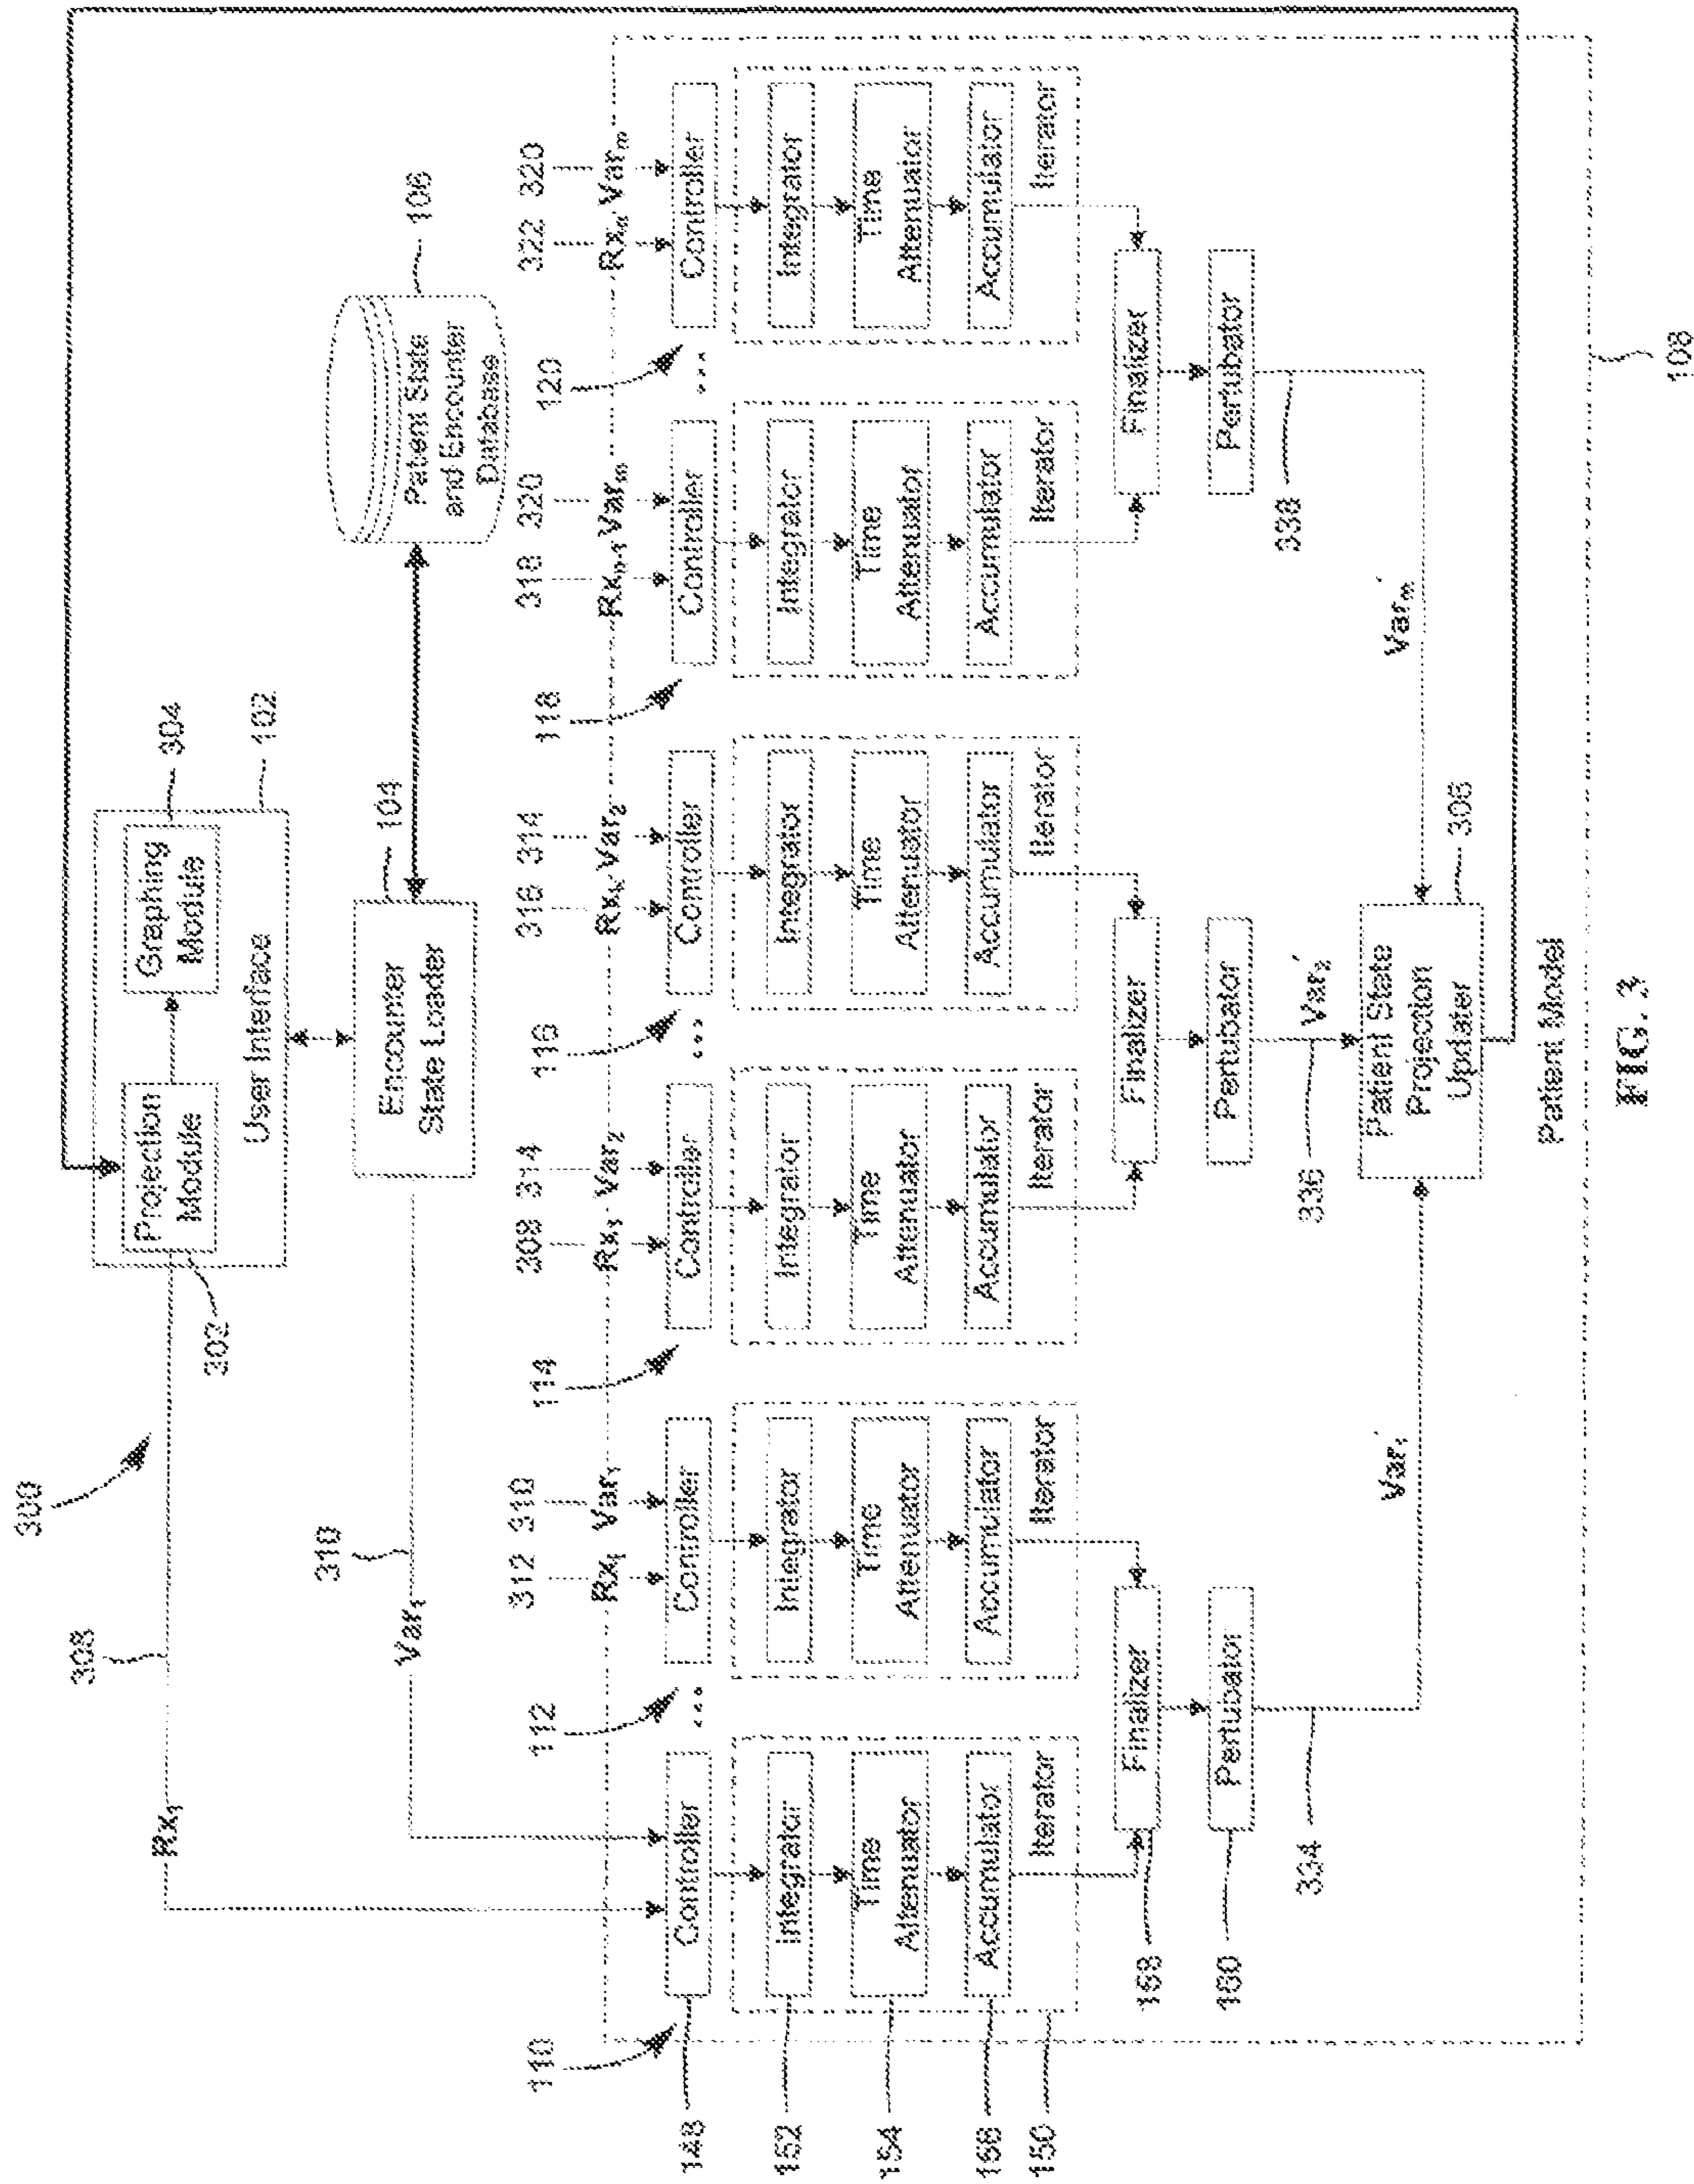 300
308
Rx₁
302
Projection
Module
Graphing
Module
304
User Interface
102
310
Var₁
Encounter
State Loader
104
Patient State
and Encounter
Database
106
110
112
312
310
Rx₁
Var₁
114
308
314
Rx₁
Var₂
116
316
314
Rxₖ
Var₂
118
318
320
Rxₙ₋₁
Varₘ
120
322
320
Rxₙ
Varₘ
148
Controller
...
Controller
Controller
...
Controller
Controller
...
Controller
152
Integrator
Integrator
Integrator
Integrator
Integrator
Integrator
154
Time
Attenuator
Time
Attenuator
Time
Attenuator
Time
Attenuator
Time
Attenuator
Time
Attenuator
156
Accumulator
Accumulator
Accumulator
Accumulator
Accumulator
Accumulator
150
Iterator
Iterator
Iterator
Iterator
Iterator
Iterator
158
Finalizer
Finalizer
Finalizer
160
Pertubator
Pertubator
Pertubator
334
336
338
Var₁′
Var₂′
Varₘ′
Patient State
Projection
Updater
306
Patient Model
108
FIG. 3